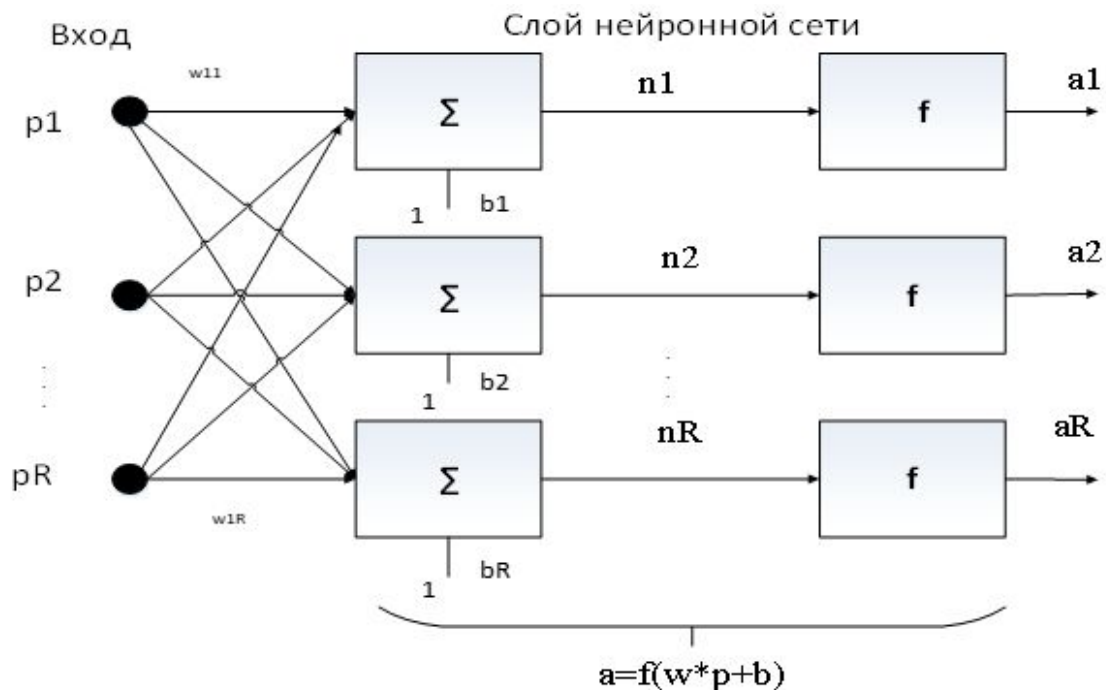 Вход
Слой нейронной сети
w11
n1
a1
p1
Σ
f
1
b1
n2
a2
p2
Σ
f
1
b2
nR
aR
pR
Σ
f
w1R
1
bR
a=f(w*p+b)